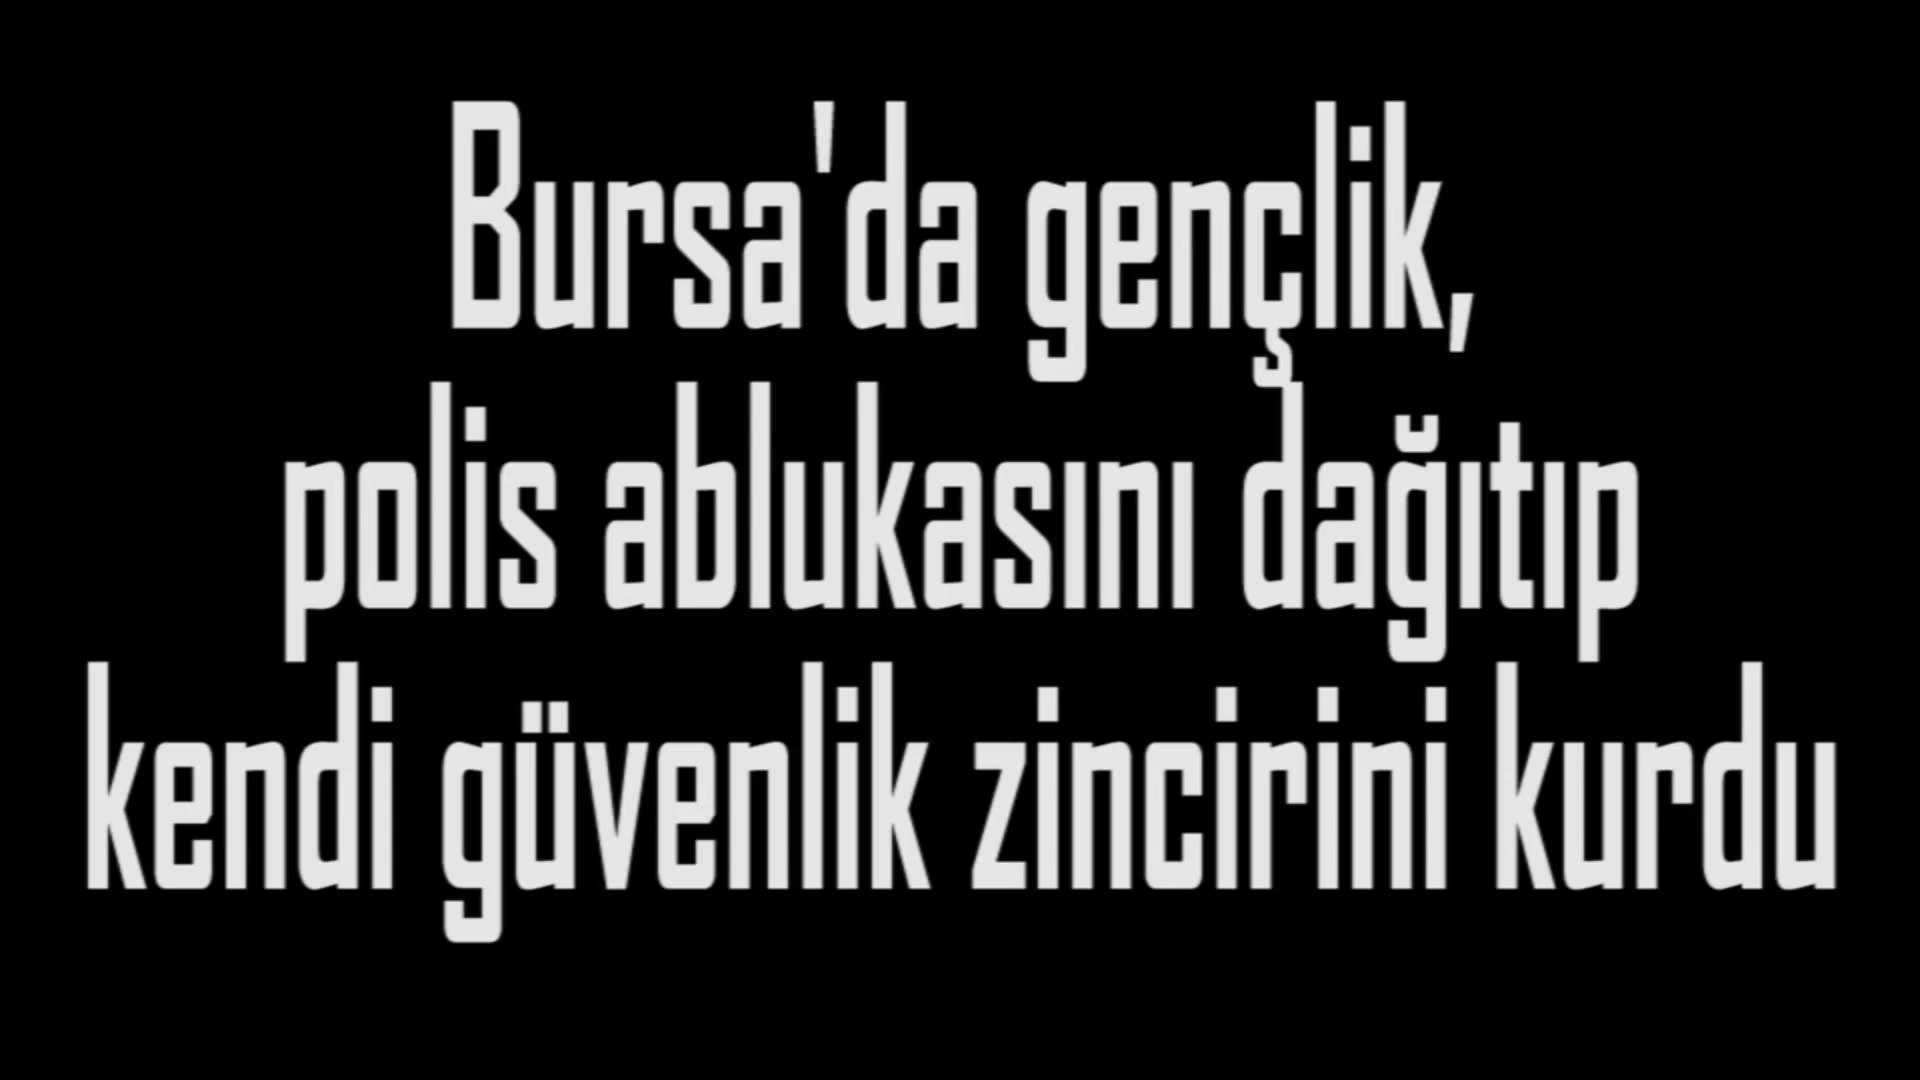 Bursa'da gençlik,
polis ablukasını dağıtıp
kendi güvenlik zincirini kurdu